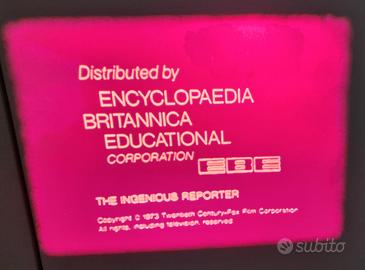 Distributed by
ENCYCLOPAEDIA
BRITANNICA
EDUCATIONAL
CORPORATION EBE
THE INGENIOUS REPORTER
Copyright © 1973 Twentieth Century-Fox Film Corporation
All rights, including television, reserved
subito